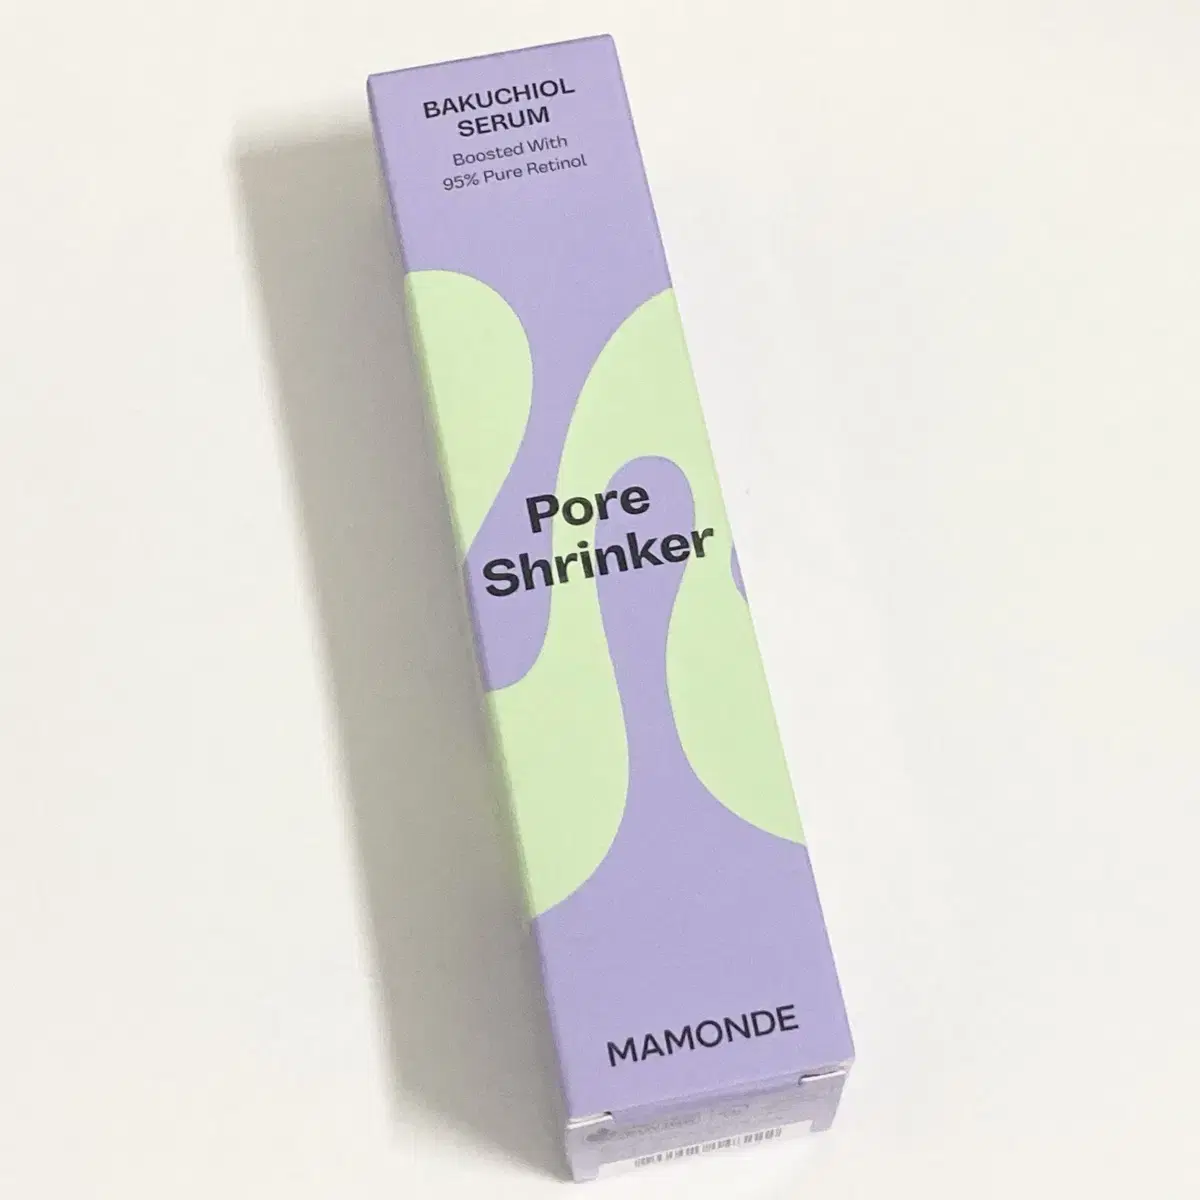 BAKUCHIOL
SERUM
Boosted With
95% Pure Retinol
Pore
Shrinker
MAMONDE